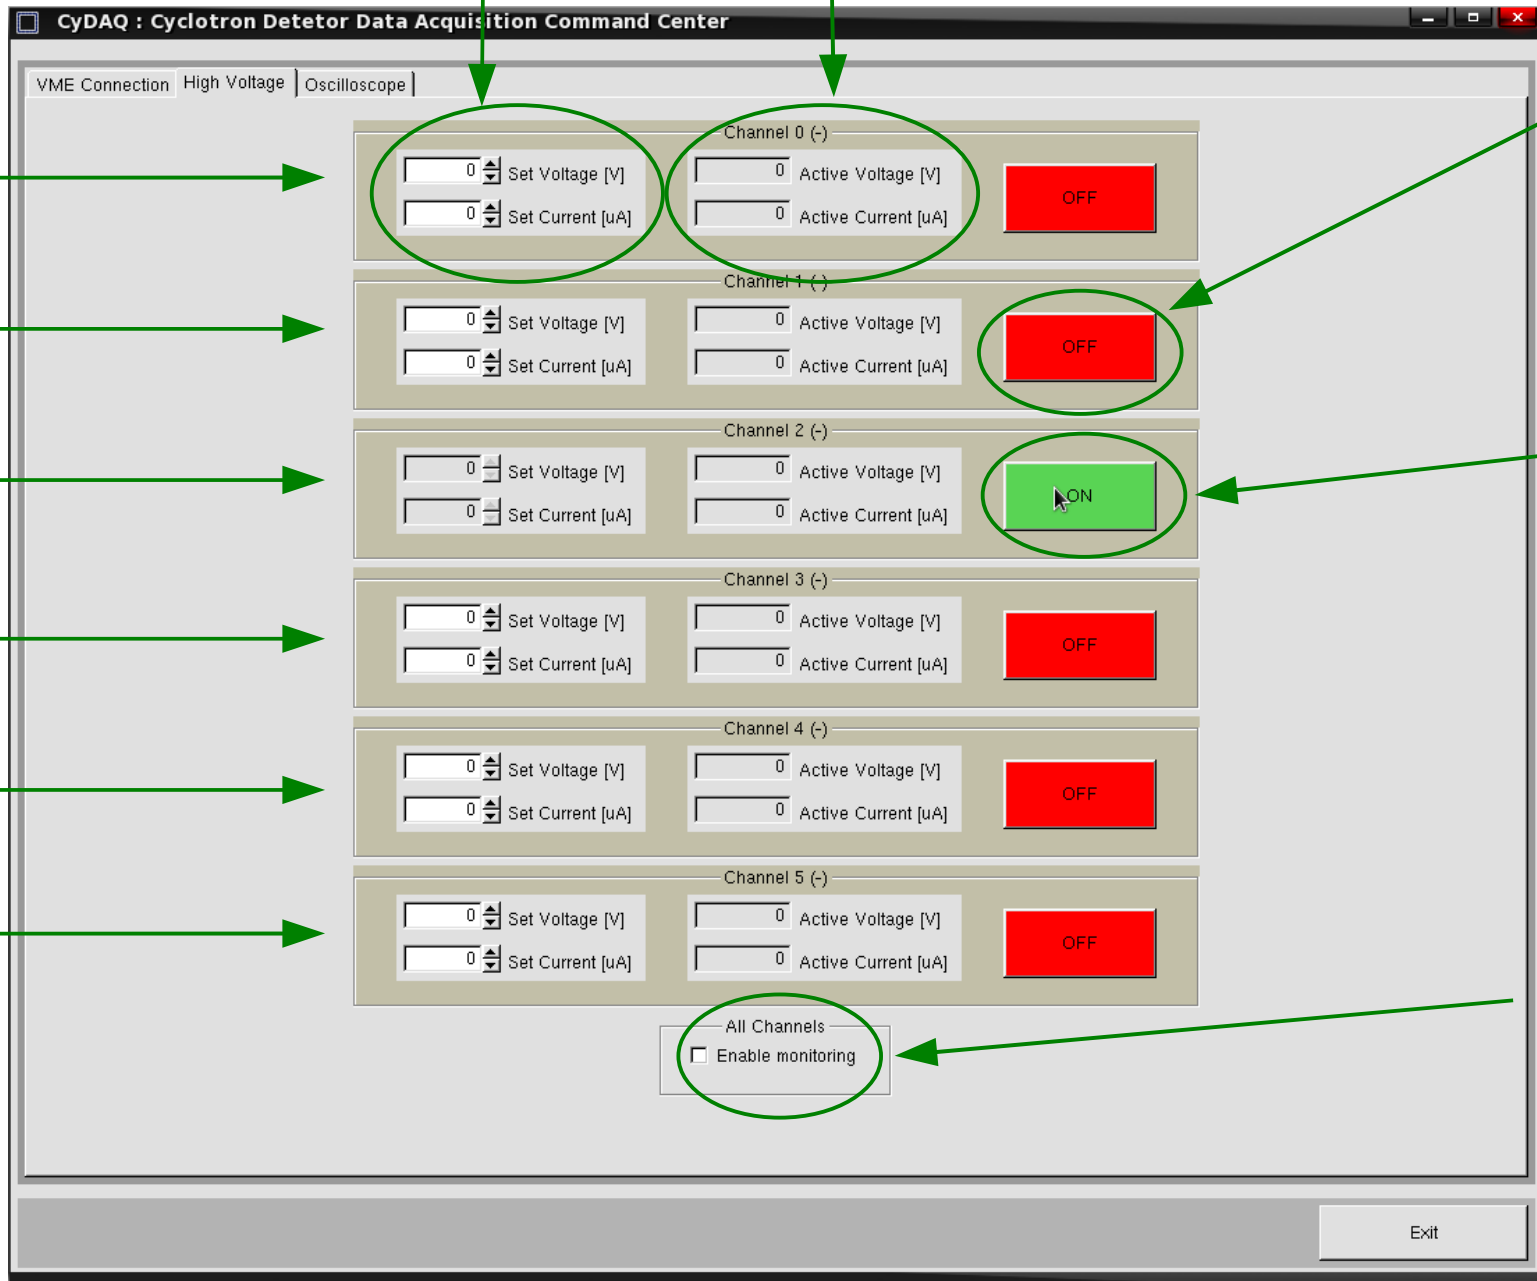 CyDAQ : Cyclotron Detetor Data Acquisition Command Center
VME Connection High Voltage Oscilloscope
Channel 0 (-)
0 Set Voltage [V] 0 Active Voltage [V]
OFF
0 Set Current [uA] 0 Active Current [uA]
Channel 1 (-)
0 Set Voltage [V] 0 Active Voltage [V]
OFF
0 Set Current [uA] 0 Active Current [uA]
Channel 2 (-)
0 Set Voltage [V] 0 Active Voltage [V]
ON
0 Set Current [uA] 0 Active Current [uA]
Channel 3 (-)
0 Set Voltage [V] 0 Active Voltage [V]
OFF
0 Set Current [uA] 0 Active Current [uA]
Channel 4 (-)
0 Set Voltage [V] 0 Active Voltage [V]
OFF
0 Set Current [uA] 0 Active Current [uA]
Channel 5 (-)
0 Set Voltage [V] 0 Active Voltage [V]
OFF
0 Set Current [uA] 0 Active Current [uA]
All Channels
Enable monitoring
Exit